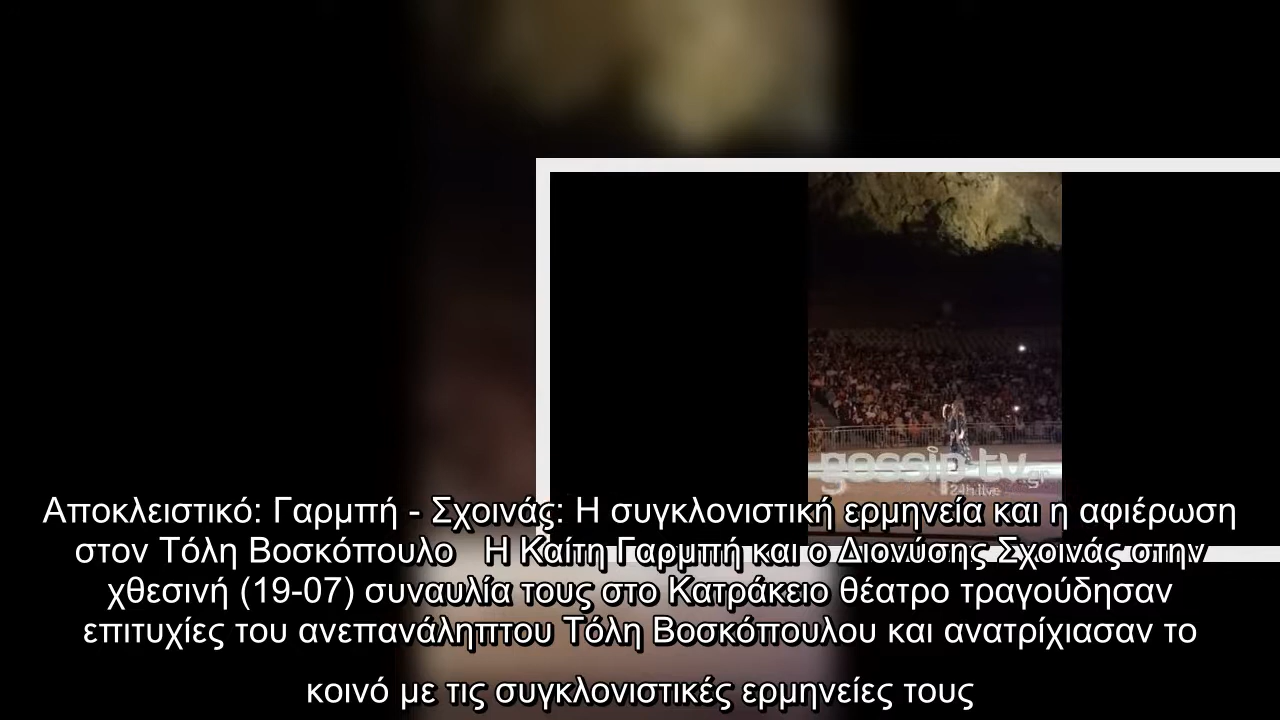 gossip-tv.gr
24h.live
Αποκλειστικό: Γαρμπή - Σχοινάς: Η συγκλονιστική ερμηνεία και η αφιέρωση
στον Τόλη Βοσκόπουλο   Η Καίτη Γαρμπή και ο Διονύσης Σχοινάς στην
χθεσινή (19-07) συναυλία τους στο Κατράκειο θέατρο τραγούδησαν
επιτυχίες του ανεπανάληπτου Τόλη Βοσκόπουλου και ανατρίχιασαν το
κοινό με τις συγκλονιστικές ερμηνείες τους